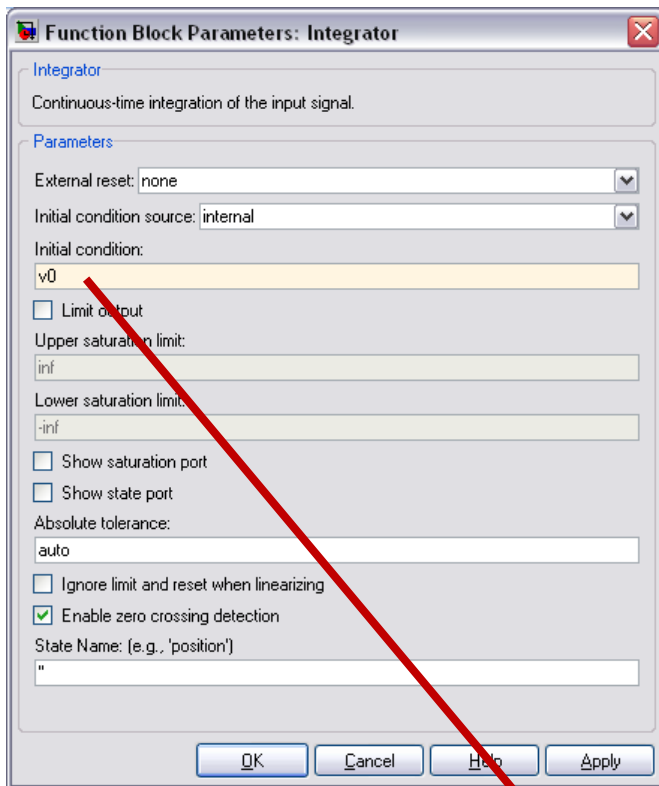 Function Block Parameters: Integrator
Integrator
Continuous-time integration of the input signal.
Parameters
External reset: none
Initial condition source: internal
Initial condition:
v0
Limit output
Upper saturation limit:
inf
Lower saturation limit:
-inf
Show saturation port
Show state port
Absolute tolerance:
auto
Ignore limit and reset when linearizing
Enable zero crossing detection
State Name: (e.g., 'position')
''
OK Cancel Help Apply